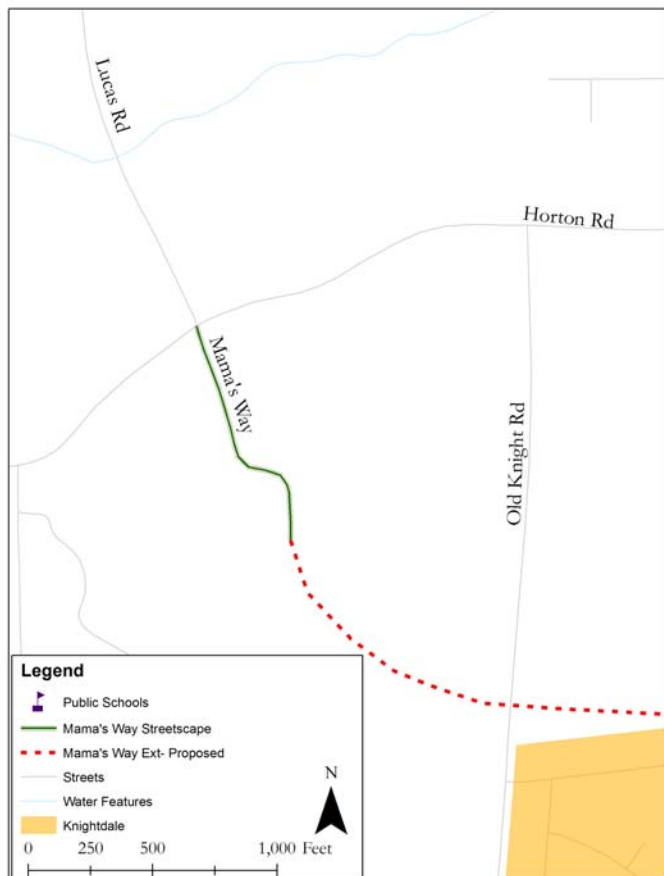 Lucas Rd
Horton Rd
Mama's Way
Old Knight Rd
Legend
Public Schools
Mama's Way Streetscape
Mama's Way Ext- Proposed
Streets
Water Features
Knightdale
N
0 250 500 1,000 Feet